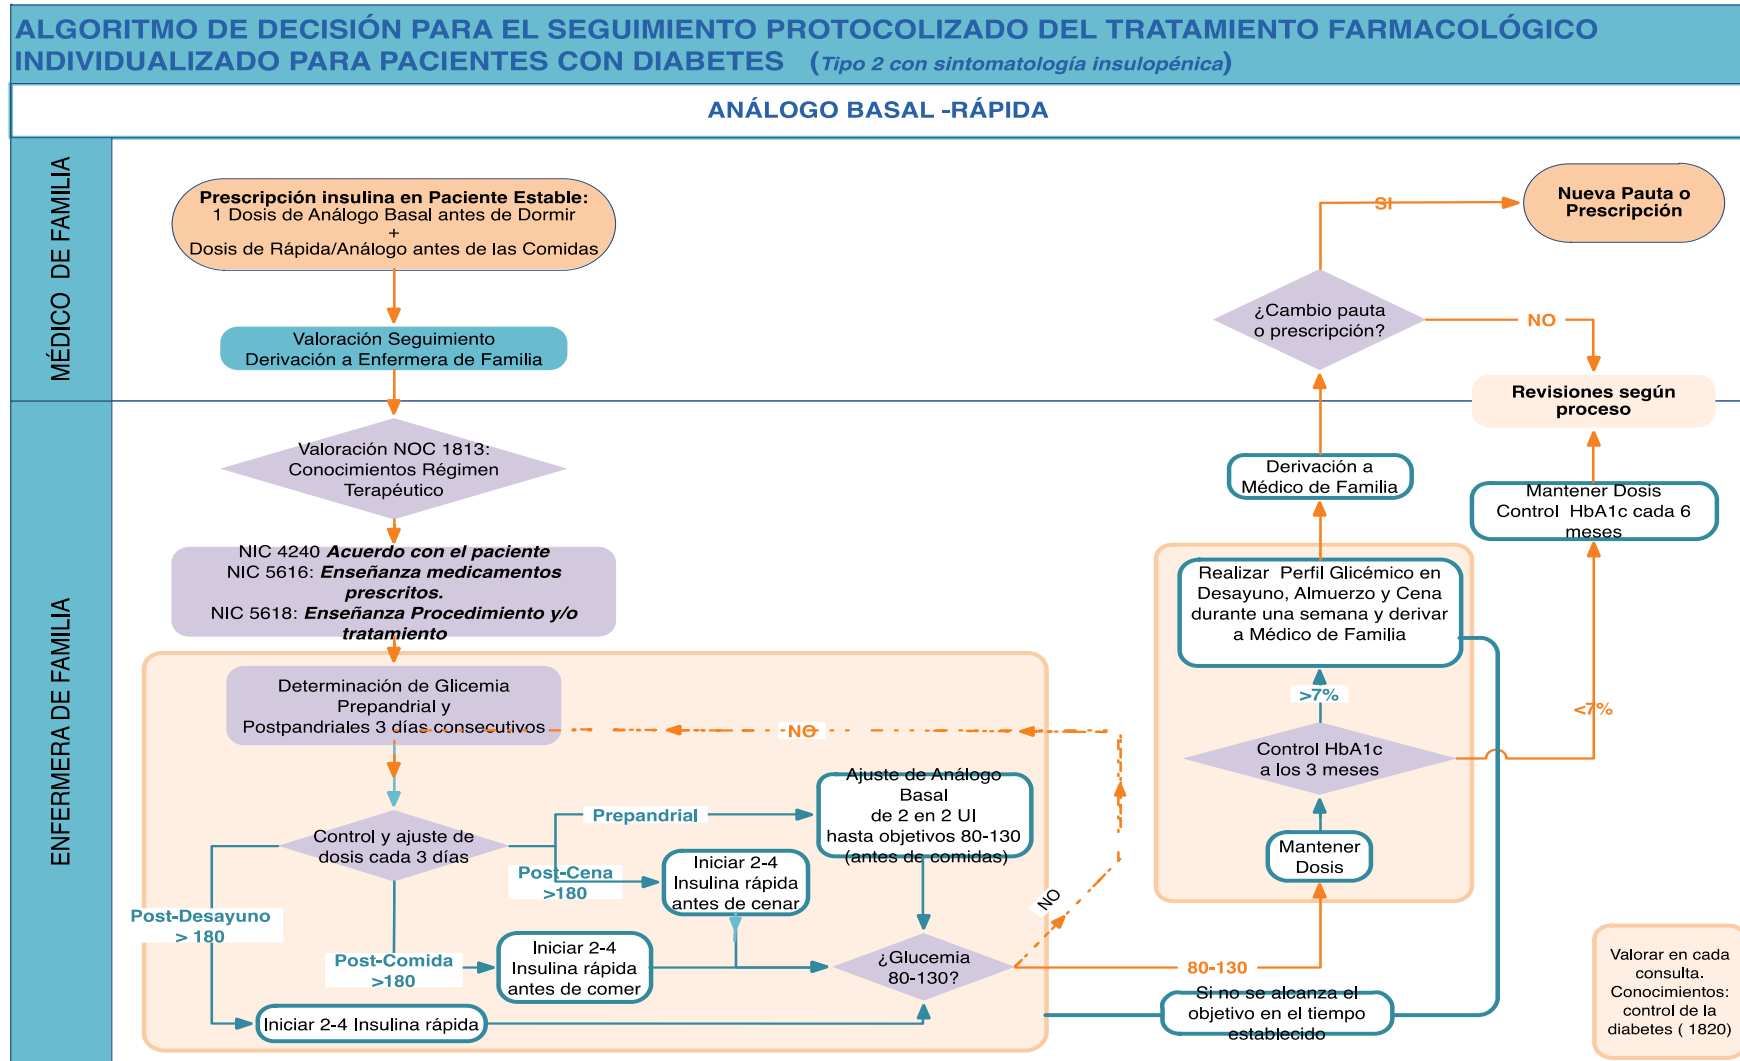 ALGORITMO DE DECISIÓN PARA EL SEGUIMIENTO PROTOCOLIZADO DEL TRATAMIENTO FARMACOLÓGICO
INDIVIDUALIZADO PARA PACIENTES CON DIABETES (Tipo 2 con sintomatología insulopénica)
ANÁLOGO BASAL -RÁPIDA
MÉDICO DE FAMILIA
Prescripción insulina en Paciente Estable:
1 Dosis de Análogo Basal antes de Dormir
+
Dosis de Rápida/Análogo antes de las Comidas
Valoración Seguimiento
Derivación a Enfermera de Familia
SI
Nueva Pauta o
Prescripción
¿Cambio pauta
o prescripción?
NO
Revisiones según
proceso
ENFERMERA DE FAMILIA
Valoración NOC 1813:
Conocimientos Régimen
Terapéutico
NIC 4240 Acuerdo con el paciente
NIC 5616: Enseñanza medicamentos
prescritos.
NIC 5618: Enseñanza Procedimiento y/o
tratamiento
Determinación de Glicemia
Prepandrial y
Postpandriales 3 días consecutivos
NO
Control y ajuste de
dosis cada 3 días
Prepandrial
Ajuste de Análogo
Basal
de 2 en 2 UI
hasta objetivos 80-130
(antes de comidas)
Post-Cena
>180
Iniciar 2-4
Insulina rápida
antes de cenar
Post-Desayuno
> 180
Post-Comida
>180
Iniciar 2-4
Insulina rápida
antes de comer
Iniciar 2-4 Insulina rápida
¿Glucemia
80-130?
NO
80-130
Si no se alcanza el
objetivo en el tiempo
establecido
Derivación a
Médico de Familia
Realizar Perfil Glicémico en
Desayuno, Almuerzo y Cena
durante una semana y derivar
a Médico de Familia
>7%
Control HbA1c
a los 3 meses
Mantener
Dosis
Mantener Dosis
Control HbA1c cada 6
meses
<7%
Valorar en cada
consulta.
Conocimientos:
control de la
diabetes ( 1820)